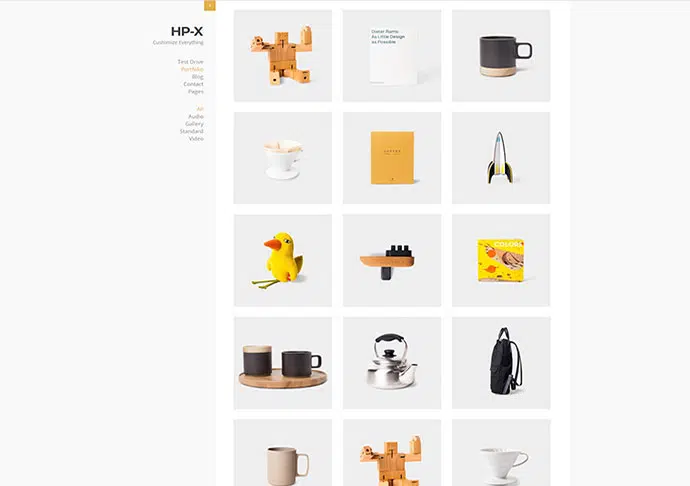 HP-X
Customize Everything
Test Drive
Portfolio
Blog
Contact
Pages
All
Audio
Gallery
Standard
Video
Dieter Rams:
As Little Design
as Possible
COLORS